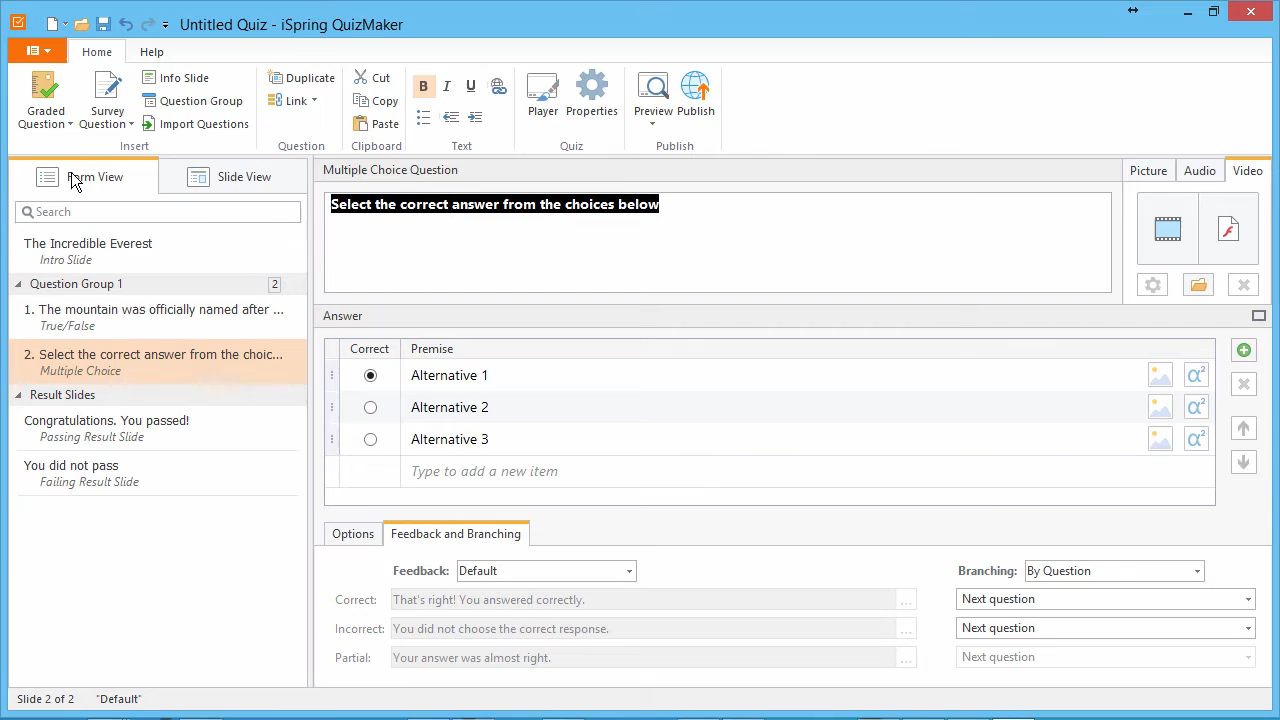 Untitled Quiz - iSpring QuizMaker
Home Help
Graded Question
Survey Question
Info Slide
Question Group
Import Questions
Insert
Duplicate
Link
Question
Cut
Copy
Paste
Clipboard
B I U
Text
Player Properties
Quiz
Preview Publish
Publish
Form View Slide View
Search
The Incredible Everest
Intro Slide
Question Group 1 2
1. The mountain was officially named after ...
True/False
2. Select the correct answer from the choic...
Multiple Choice
Result Slides
Congratulations. You passed!
Passing Result Slide
You did not pass
Failing Result Slide
Multiple Choice Question
Select the correct answer from the choices below
Picture Audio Video
Answer
Correct Premise
Alternative 1 α²
Alternative 2 α²
Alternative 3 α²
Type to add a new item
Options Feedback and Branching
Feedback: Default Branching: By Question
Correct: That's right! You answered correctly. ... Next question
Incorrect: You did not choose the correct response. ... Next question
Partial: Your answer was almost right. ... Next question
Slide 2 of 2 "Default"